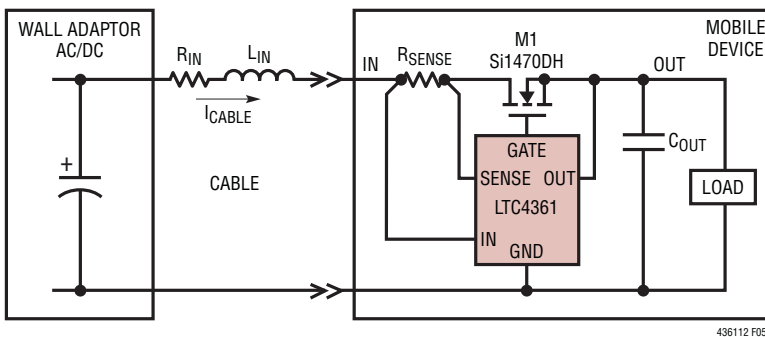 WALL ADAPTOR
AC/DC
R_IN
L_IN
I_CABLE
+
CABLE
MOBILE
DEVICE
IN
R_SENSE
M1
Si1470DH
OUT
GATE
SENSE OUT
LTC4361
IN
GND
C_OUT
LOAD
436112 F05